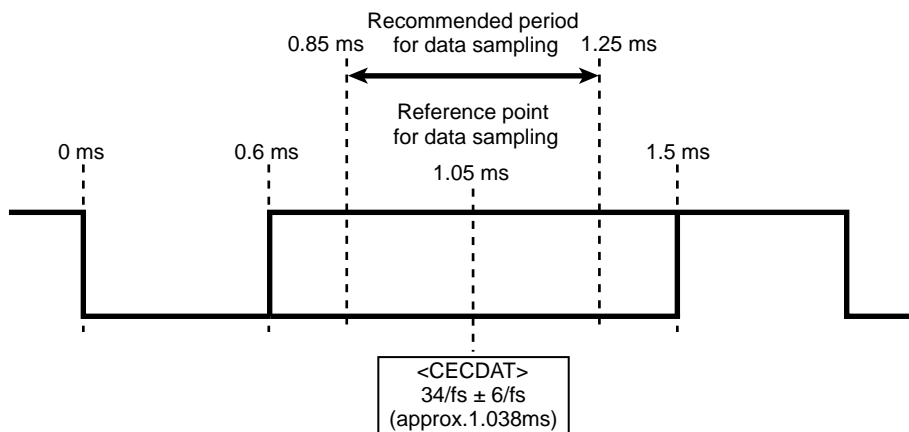 Recommended period
for data sampling
0.85 ms
1.25 ms
Reference point
for data sampling
0 ms
0.6 ms
1.05 ms
1.5 ms
<CECDAT>
34/fs ± 6/fs
(approx.1.038ms)